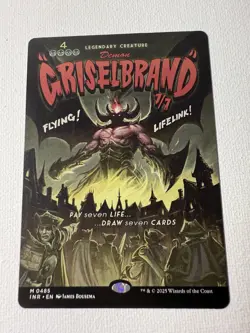 4
LEGENDARY CREATURE
Demon
"GRISELBRAND"
7/7
FLYING!
LIFELINK!
PAY seven LIFE...
...DRAW seven CARDS
M 0485
INR • EN JAMES BOUSEMA
™ & © 2025 Wizards of the Coast